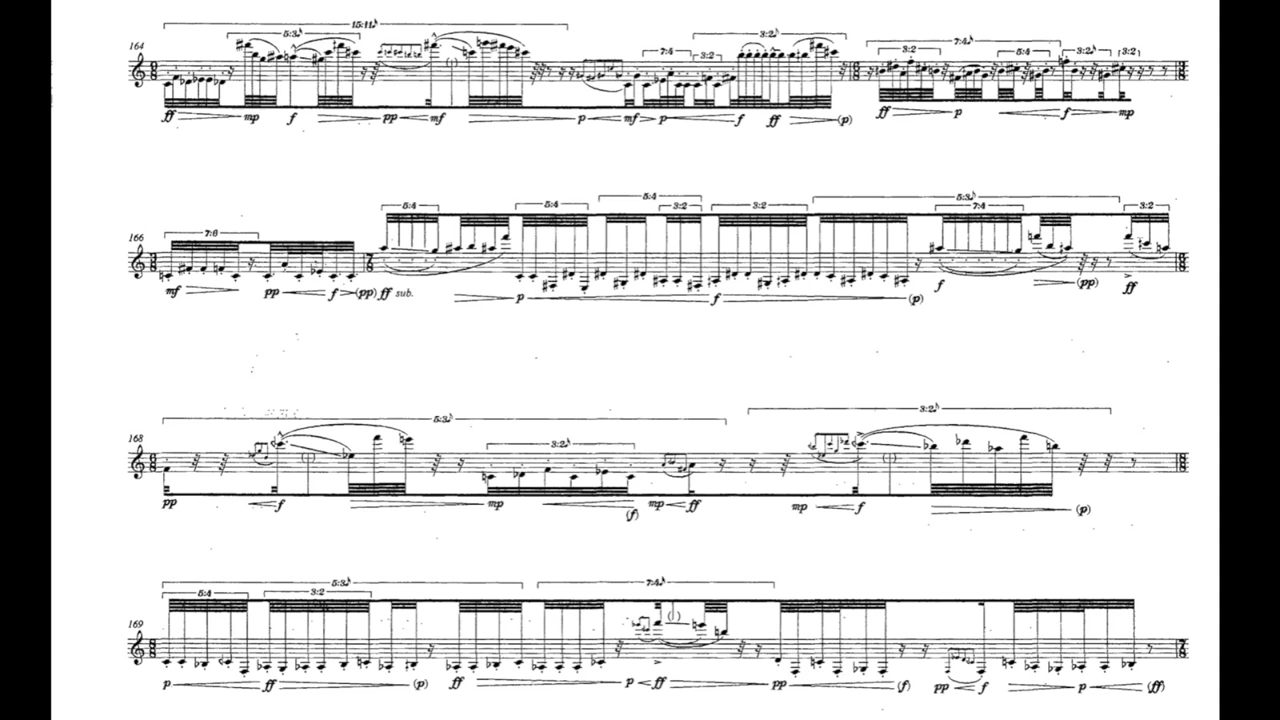 15:11♪
5:3♪ 3:2♪ 7:4♪
164 7:4 3:2 3:2 5:4 3:2♪ 3:2
ff mp f pp mf p mf p f ff (p) ff p f mp
5:4 5:3♪
7:6 5:4 5:4 3:2 3:2 7:4 3:2
166
mf pp f (pp) ff sub. p f (p) f (pp) ff
5:3♪ 3:2♪
168 3:2♪
pp f mp (f) mp ff mp f (p)
5:3♪ 7:4♪
5:4 3:2
169
p ff (p) ff p ff pp (f) pp f p (ff)